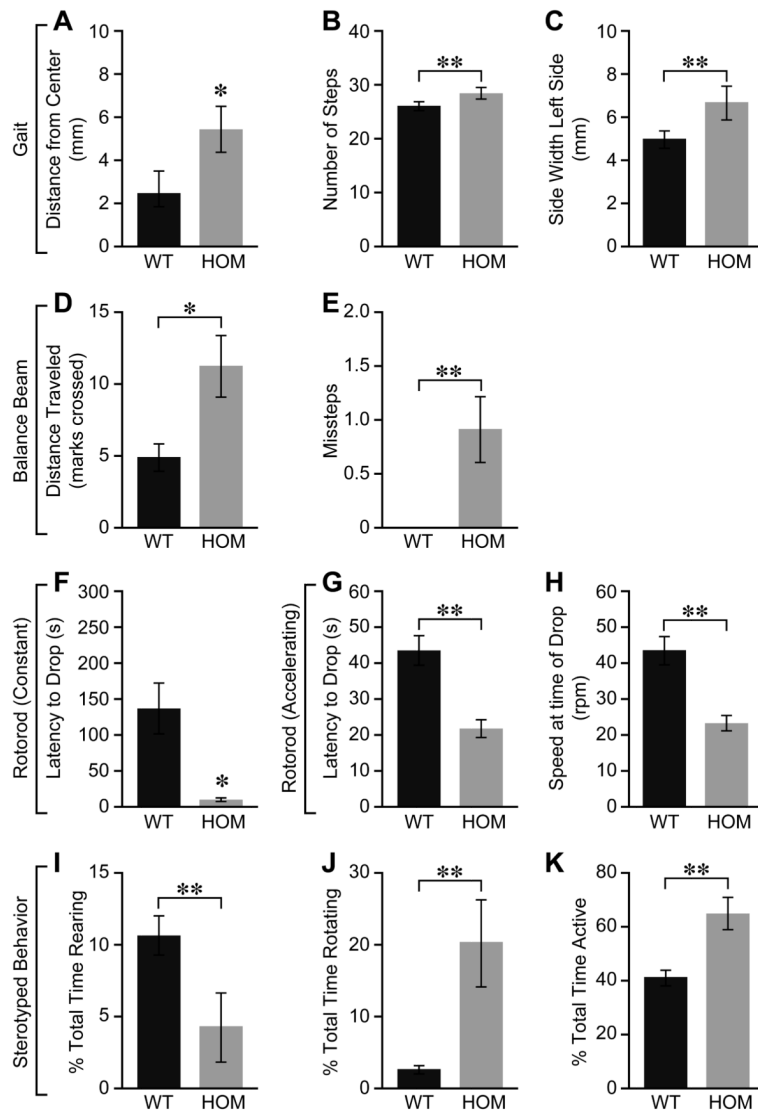 A
Gait
Distance from Center
(mm)
10
8
6
4
2
0
*
WT HOM
B
Number of Steps
40
30
20
10
0
**
WT HOM
C
Side Width Left Side
(mm)
10
8
6
4
2
0
**
WT HOM
D
Balance Beam
Distance Traveled
(marks crossed)
15
10
5
0
*
WT HOM
E
Missteps
2.0
1.5
1.0
0.5
0
**
WT HOM
F
Rotorod (Constant)
Latency to Drop (s)
300
250
200
150
100
50
0
*
WT HOM
G
Rotorod (Accelerating)
Latency to Drop (s)
60
50
40
30
20
10
0
**
WT HOM
H
Speed at time of Drop
(rpm)
60
50
40
30
20
10
0
**
WT HOM
I
Sterotyped Behavior
% Total Time Rearing
15
10
5
0
**
WT HOM
J
% Total Time Rotating
30
20
10
0
**
WT HOM
K
% Total Time Active
80
60
40
20
0
**
WT HOM